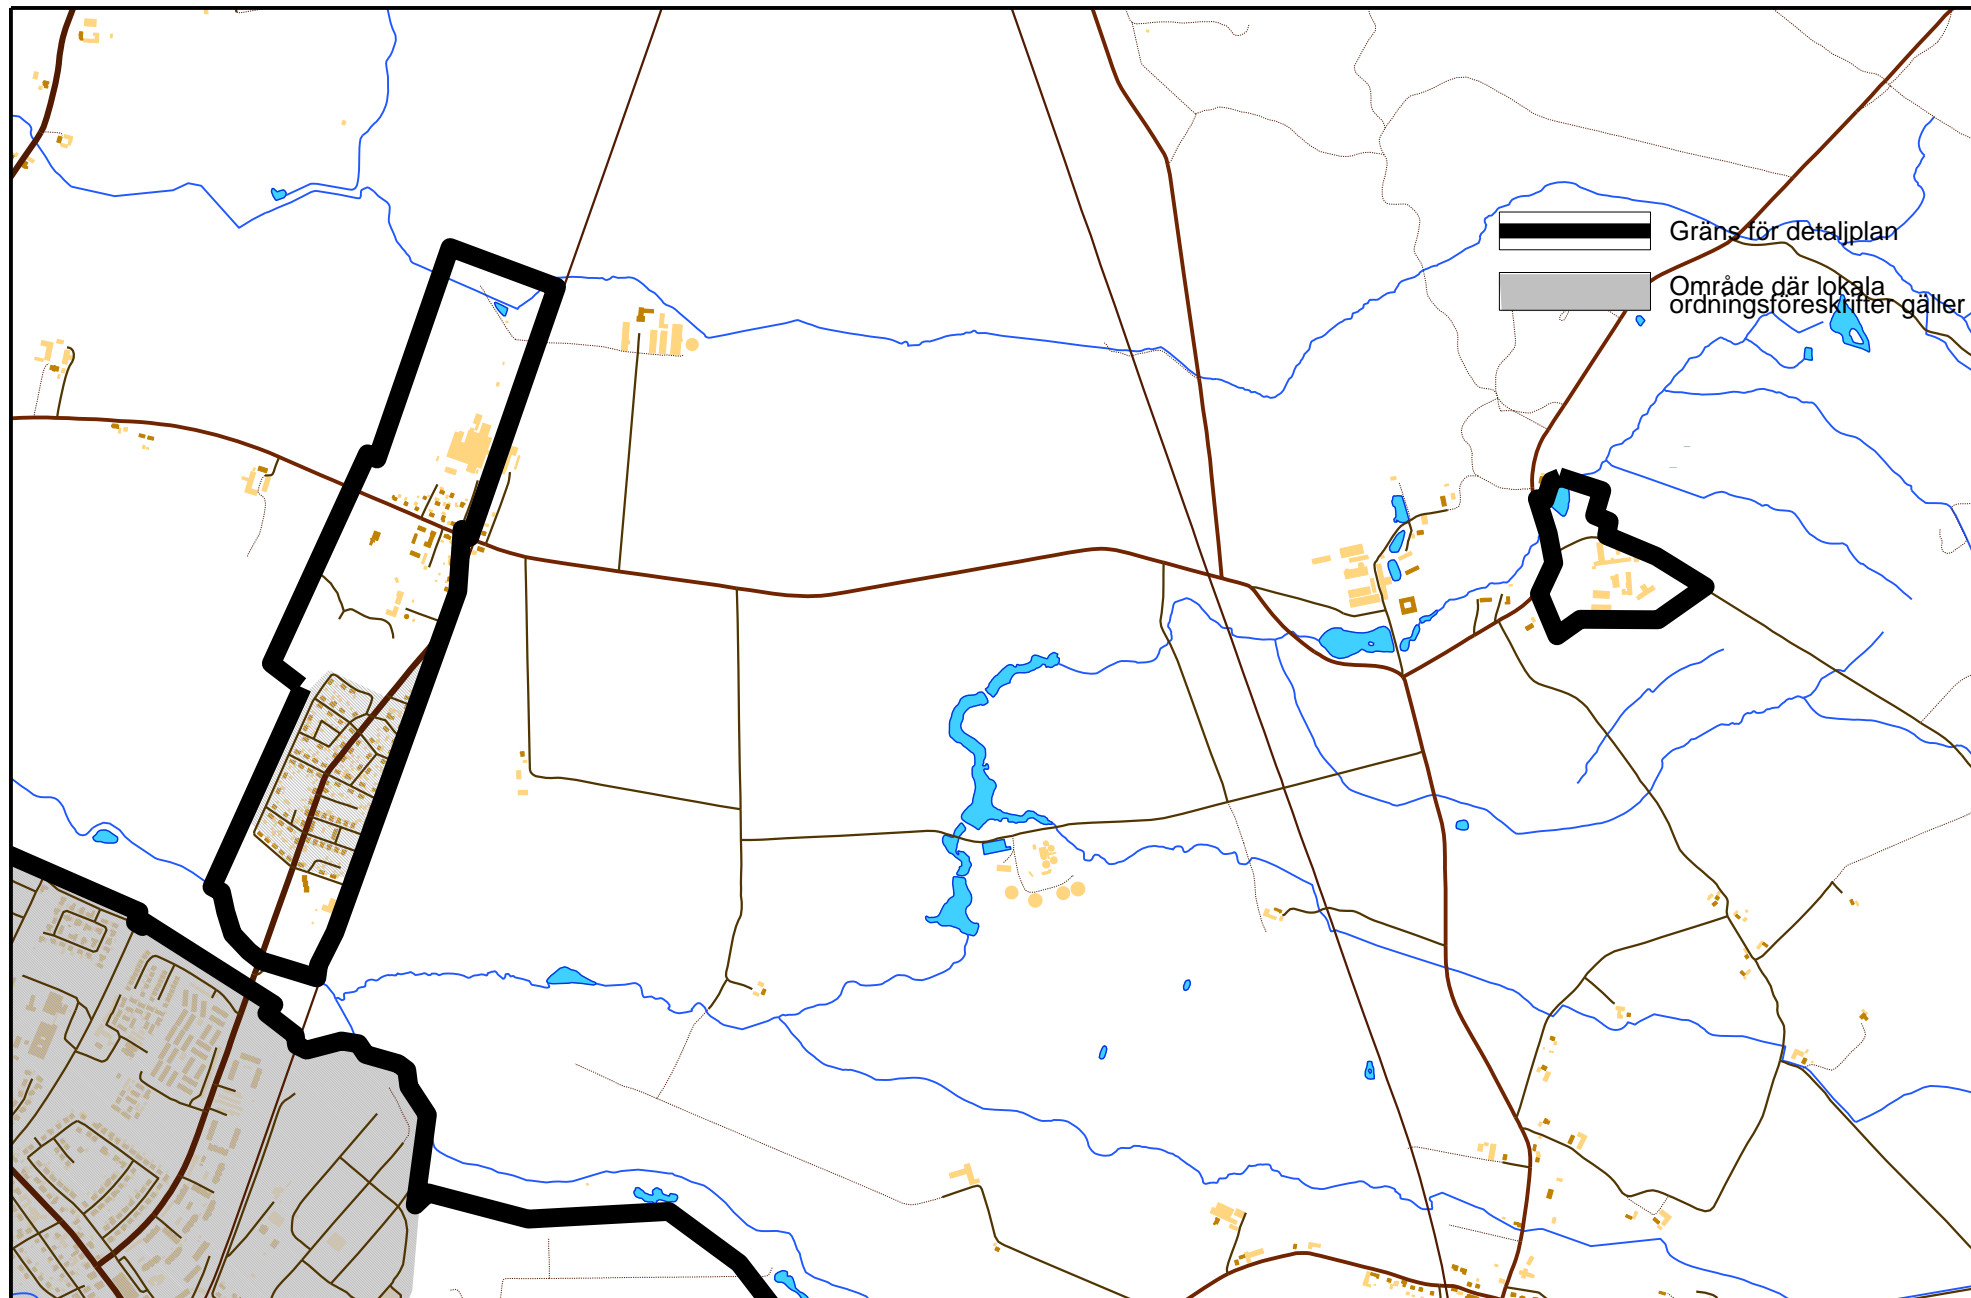 Gräns för detaljplan
Område där lokala
ordningsföreskrifter gäller